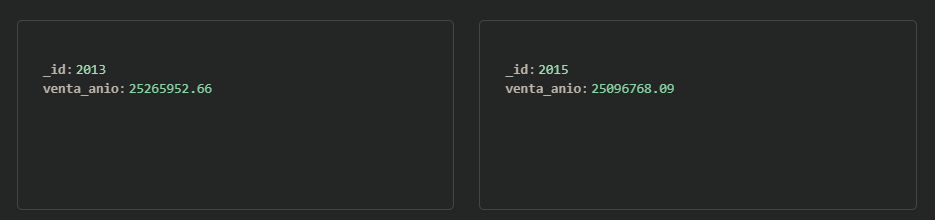 _id: 2013
venta_anio: 25265952.66
_id: 2015
venta_anio: 25096768.09